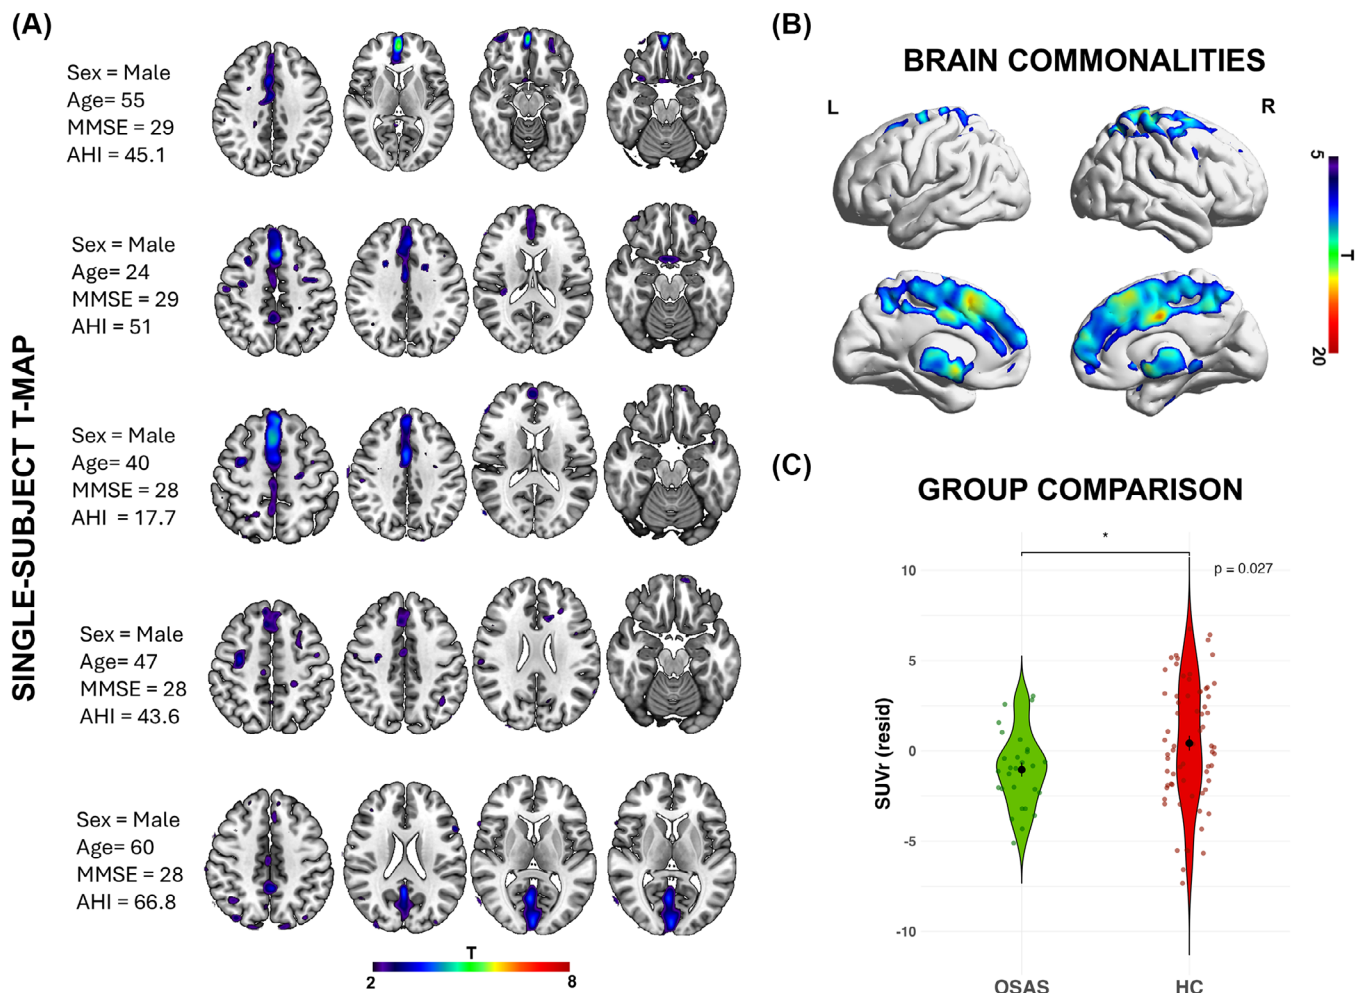 (A)
SINGLE-SUBJECT T-MAP
Sex = Male
Age= 55
MMSE = 29
AHI = 45.1
Sex = Male
Age= 24
MMSE = 29
AHI = 51
Sex = Male
Age= 40
MMSE = 28
AHI = 17.7
Sex = Male
Age= 47
MMSE = 28
AHI = 43.6
Sex = Male
Age= 60
MMSE = 28
AHI = 66.8
T
2 8
(B)
BRAIN COMMONALITIES
L R
5
T
20
(C)
GROUP COMPARISON
*
p = 0.027
SUVr (resid)
10
5
0
-5
-10
OSAS HC